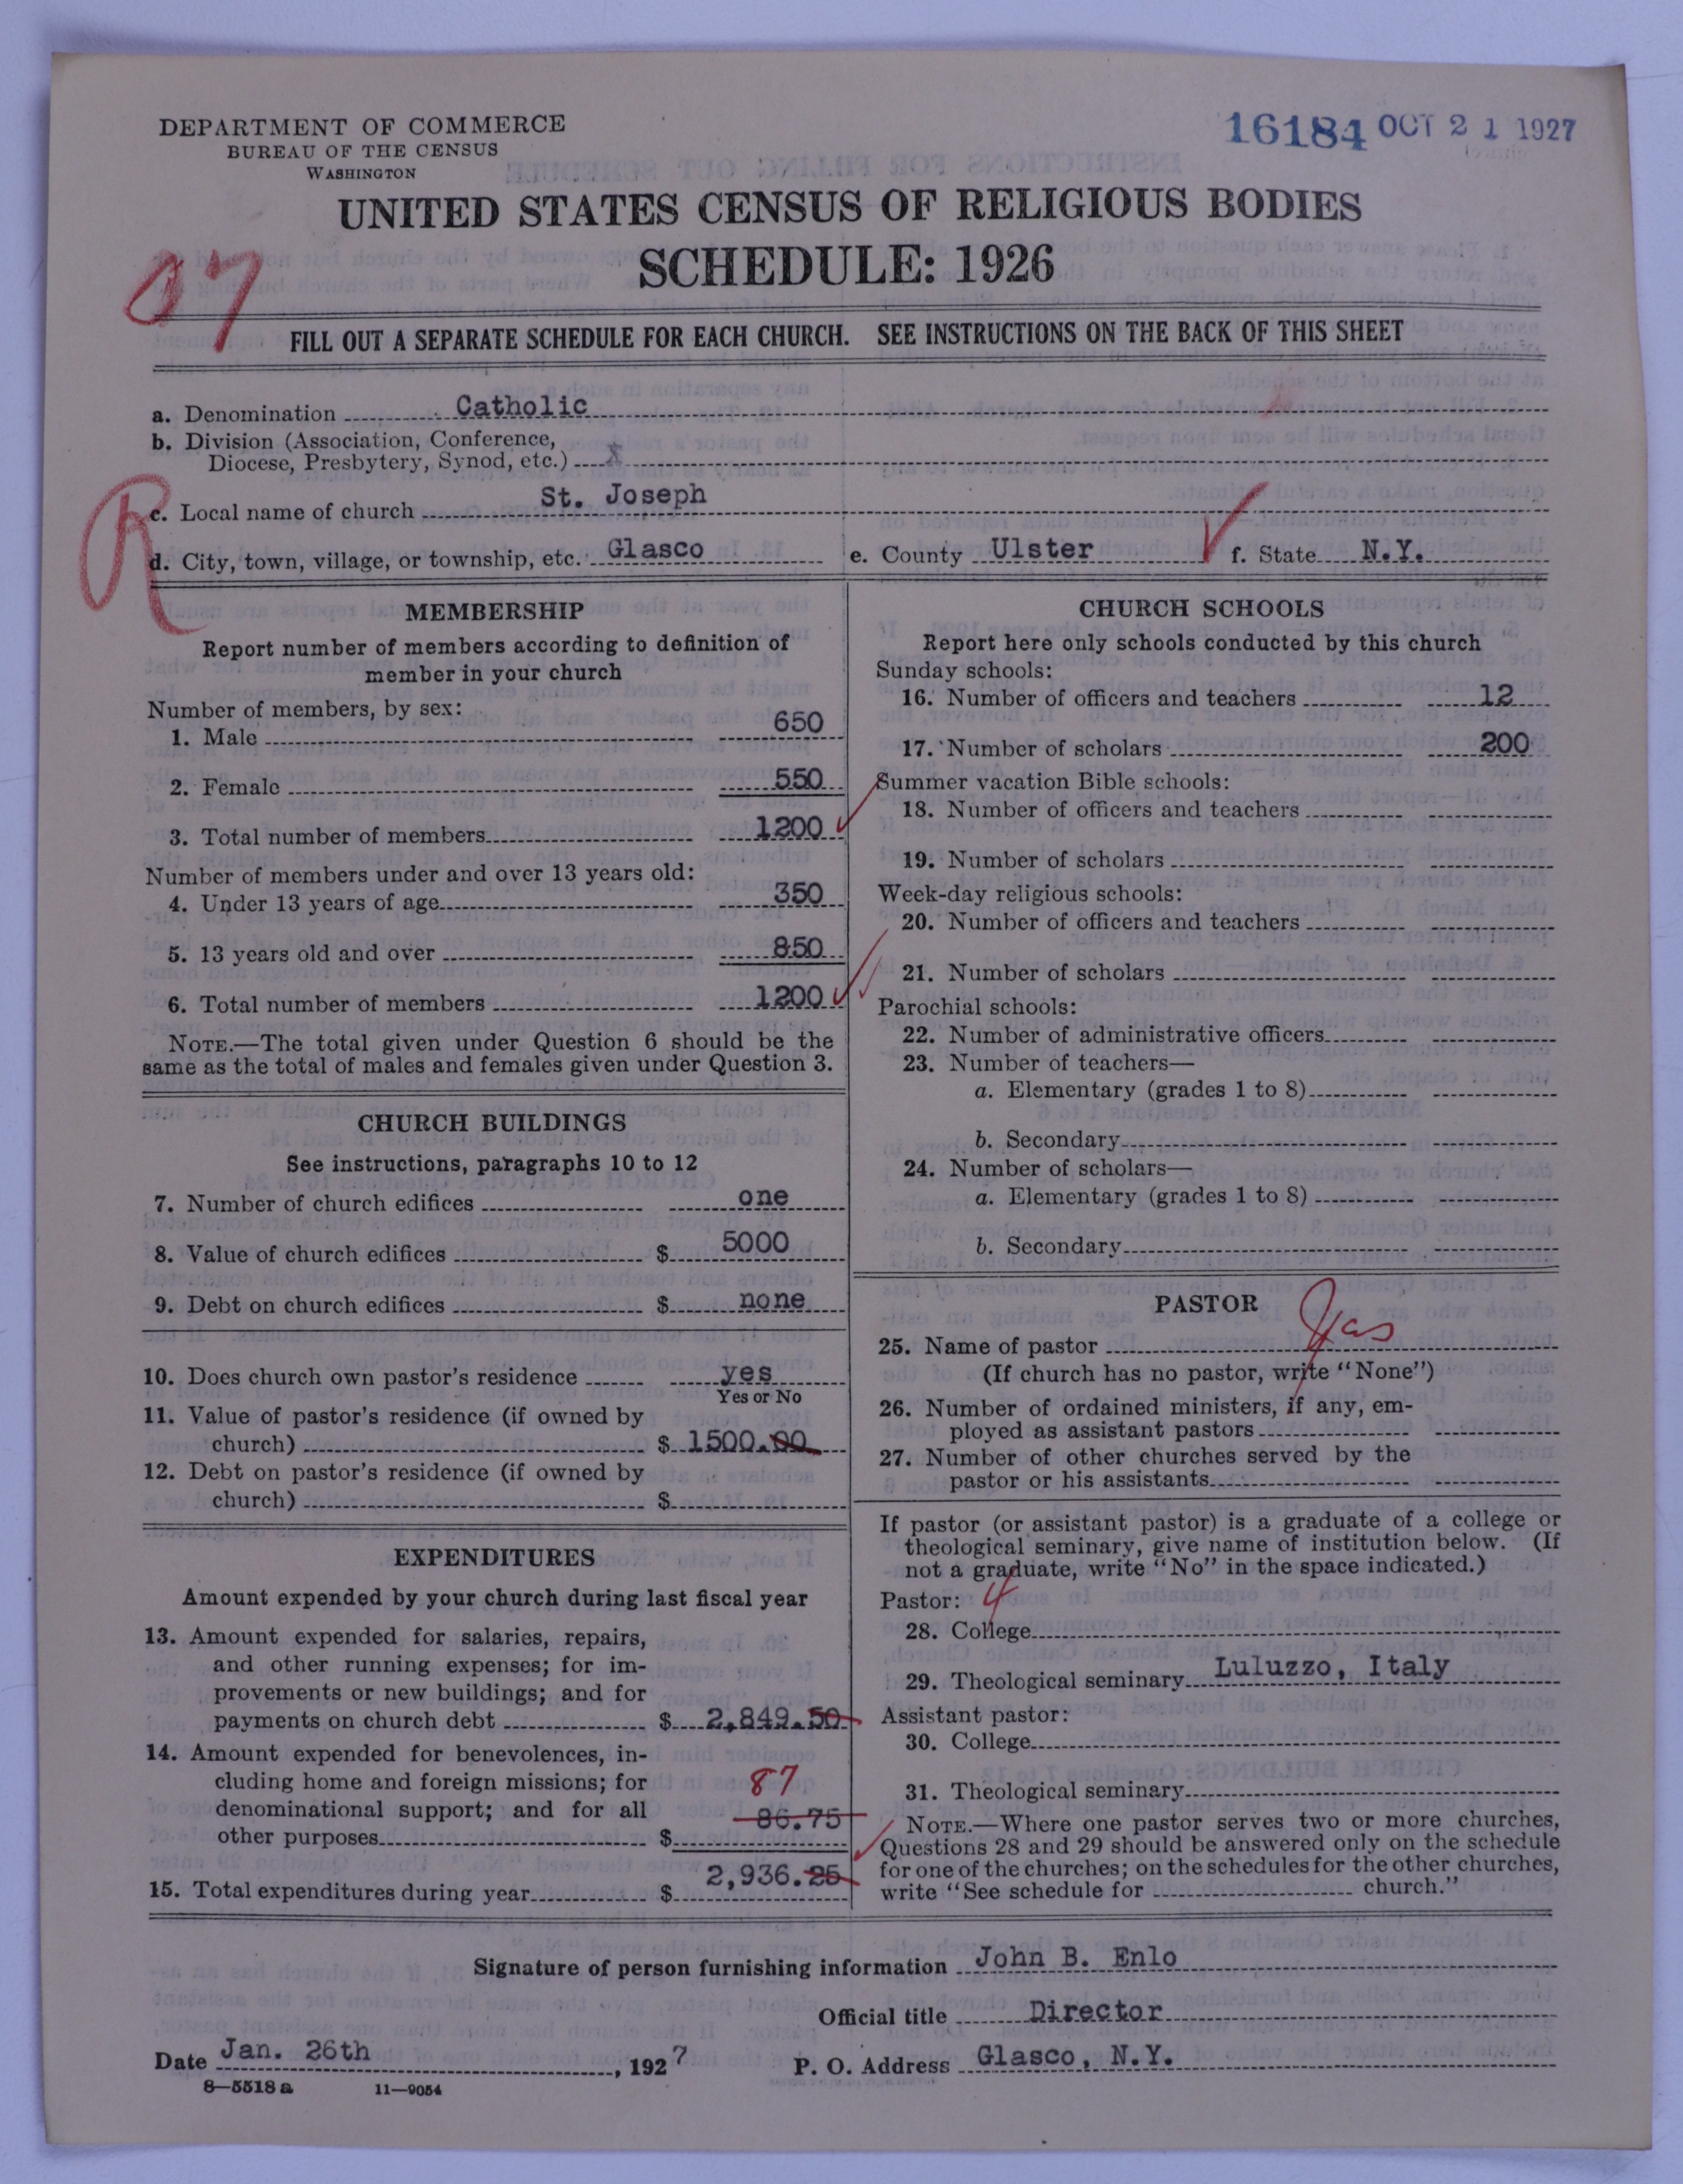 DEPARTMENT OF COMMERCE
BUREAU OF THE CENSUS
WASHINGTON
16184 OCT 21 1927
UNITED STATES CENSUS OF RELIGIOUS BODIES
SCHEDULE: 1926
07
FILL OUT A SEPARATE SCHEDULE FOR EACH CHURCH. SEE INSTRUCTIONS ON THE BACK OF THIS SHEET
a. Denomination Catholic
b. Division (Association, Conference,
Diocese, Presbytery, Synod, etc.) x
R
c. Local name of church St. Joseph
d. City, town, village, or township, etc. Glasco e. County Ulster f. State N.Y.
MEMBERSHIP
Report number of members according to definition of
member in your church
Number of members, by sex:
1. Male 650
2. Female 550
3. Total number of members 1200
Number of members under and over 13 years old:
4. Under 13 years of age 350
5. 13 years old and over 850
6. Total number of members 1200
NOTE.—The total given under Question 6 should be the
same as the total of males and females given under Question 3.
CHURCH BUILDINGS
See instructions, paragraphs 10 to 12
7. Number of church edifices one
8. Value of church edifices $ 5000
9. Debt on church edifices $ none
10. Does church own pastor's residence yes
Yes or No
11. Value of pastor's residence (if owned by
church) $ 1500.00
12. Debt on pastor's residence (if owned by
church) $
EXPENDITURES
Amount expended by your church during last fiscal year
13. Amount expended for salaries, repairs,
and other running expenses; for im-
provements or new buildings; and for
payments on church debt $ 2,849.50
14. Amount expended for benevolences, in-
cluding home and foreign missions; for 87
denominational support; and for all 86.75
other purposes $
15. Total expenditures during year $ 2,936.25
CHURCH SCHOOLS
Report here only schools conducted by this church
Sunday schools:
16. Number of officers and teachers 12
17. Number of scholars 200
Summer vacation Bible schools:
18. Number of officers and teachers
19. Number of scholars
Week-day religious schools:
20. Number of officers and teachers
21. Number of scholars
Parochial schools:
22. Number of administrative officers
23. Number of teachers—
a. Elementary (grades 1 to 8)
b. Secondary
24. Number of scholars—
a. Elementary (grades 1 to 8)
b. Secondary
PASTOR
25. Name of pastor
(If church has no pastor, write "None")
26. Number of ordained ministers, if any, em-
ployed as assistant pastors
27. Number of other churches served by the
pastor or his assistants
If pastor (or assistant pastor) is a graduate of a college or
theological seminary, give name of institution below. (If
not a graduate, write "No" in the space indicated.)
Pastor: 4
28. College
29. Theological seminary Luluzzo, Italy
Assistant pastor:
30. College
31. Theological seminary
NOTE.—Where one pastor serves two or more churches,
Questions 28 and 29 should be answered only on the schedule
for one of the churches; on the schedules for the other churches,
write "See schedule for church."
Signature of person furnishing information John B. Enlo
Official title Director
Date Jan. 26th, 1927 P. O. Address Glasco, N.Y.
8—5518 a 11—9054